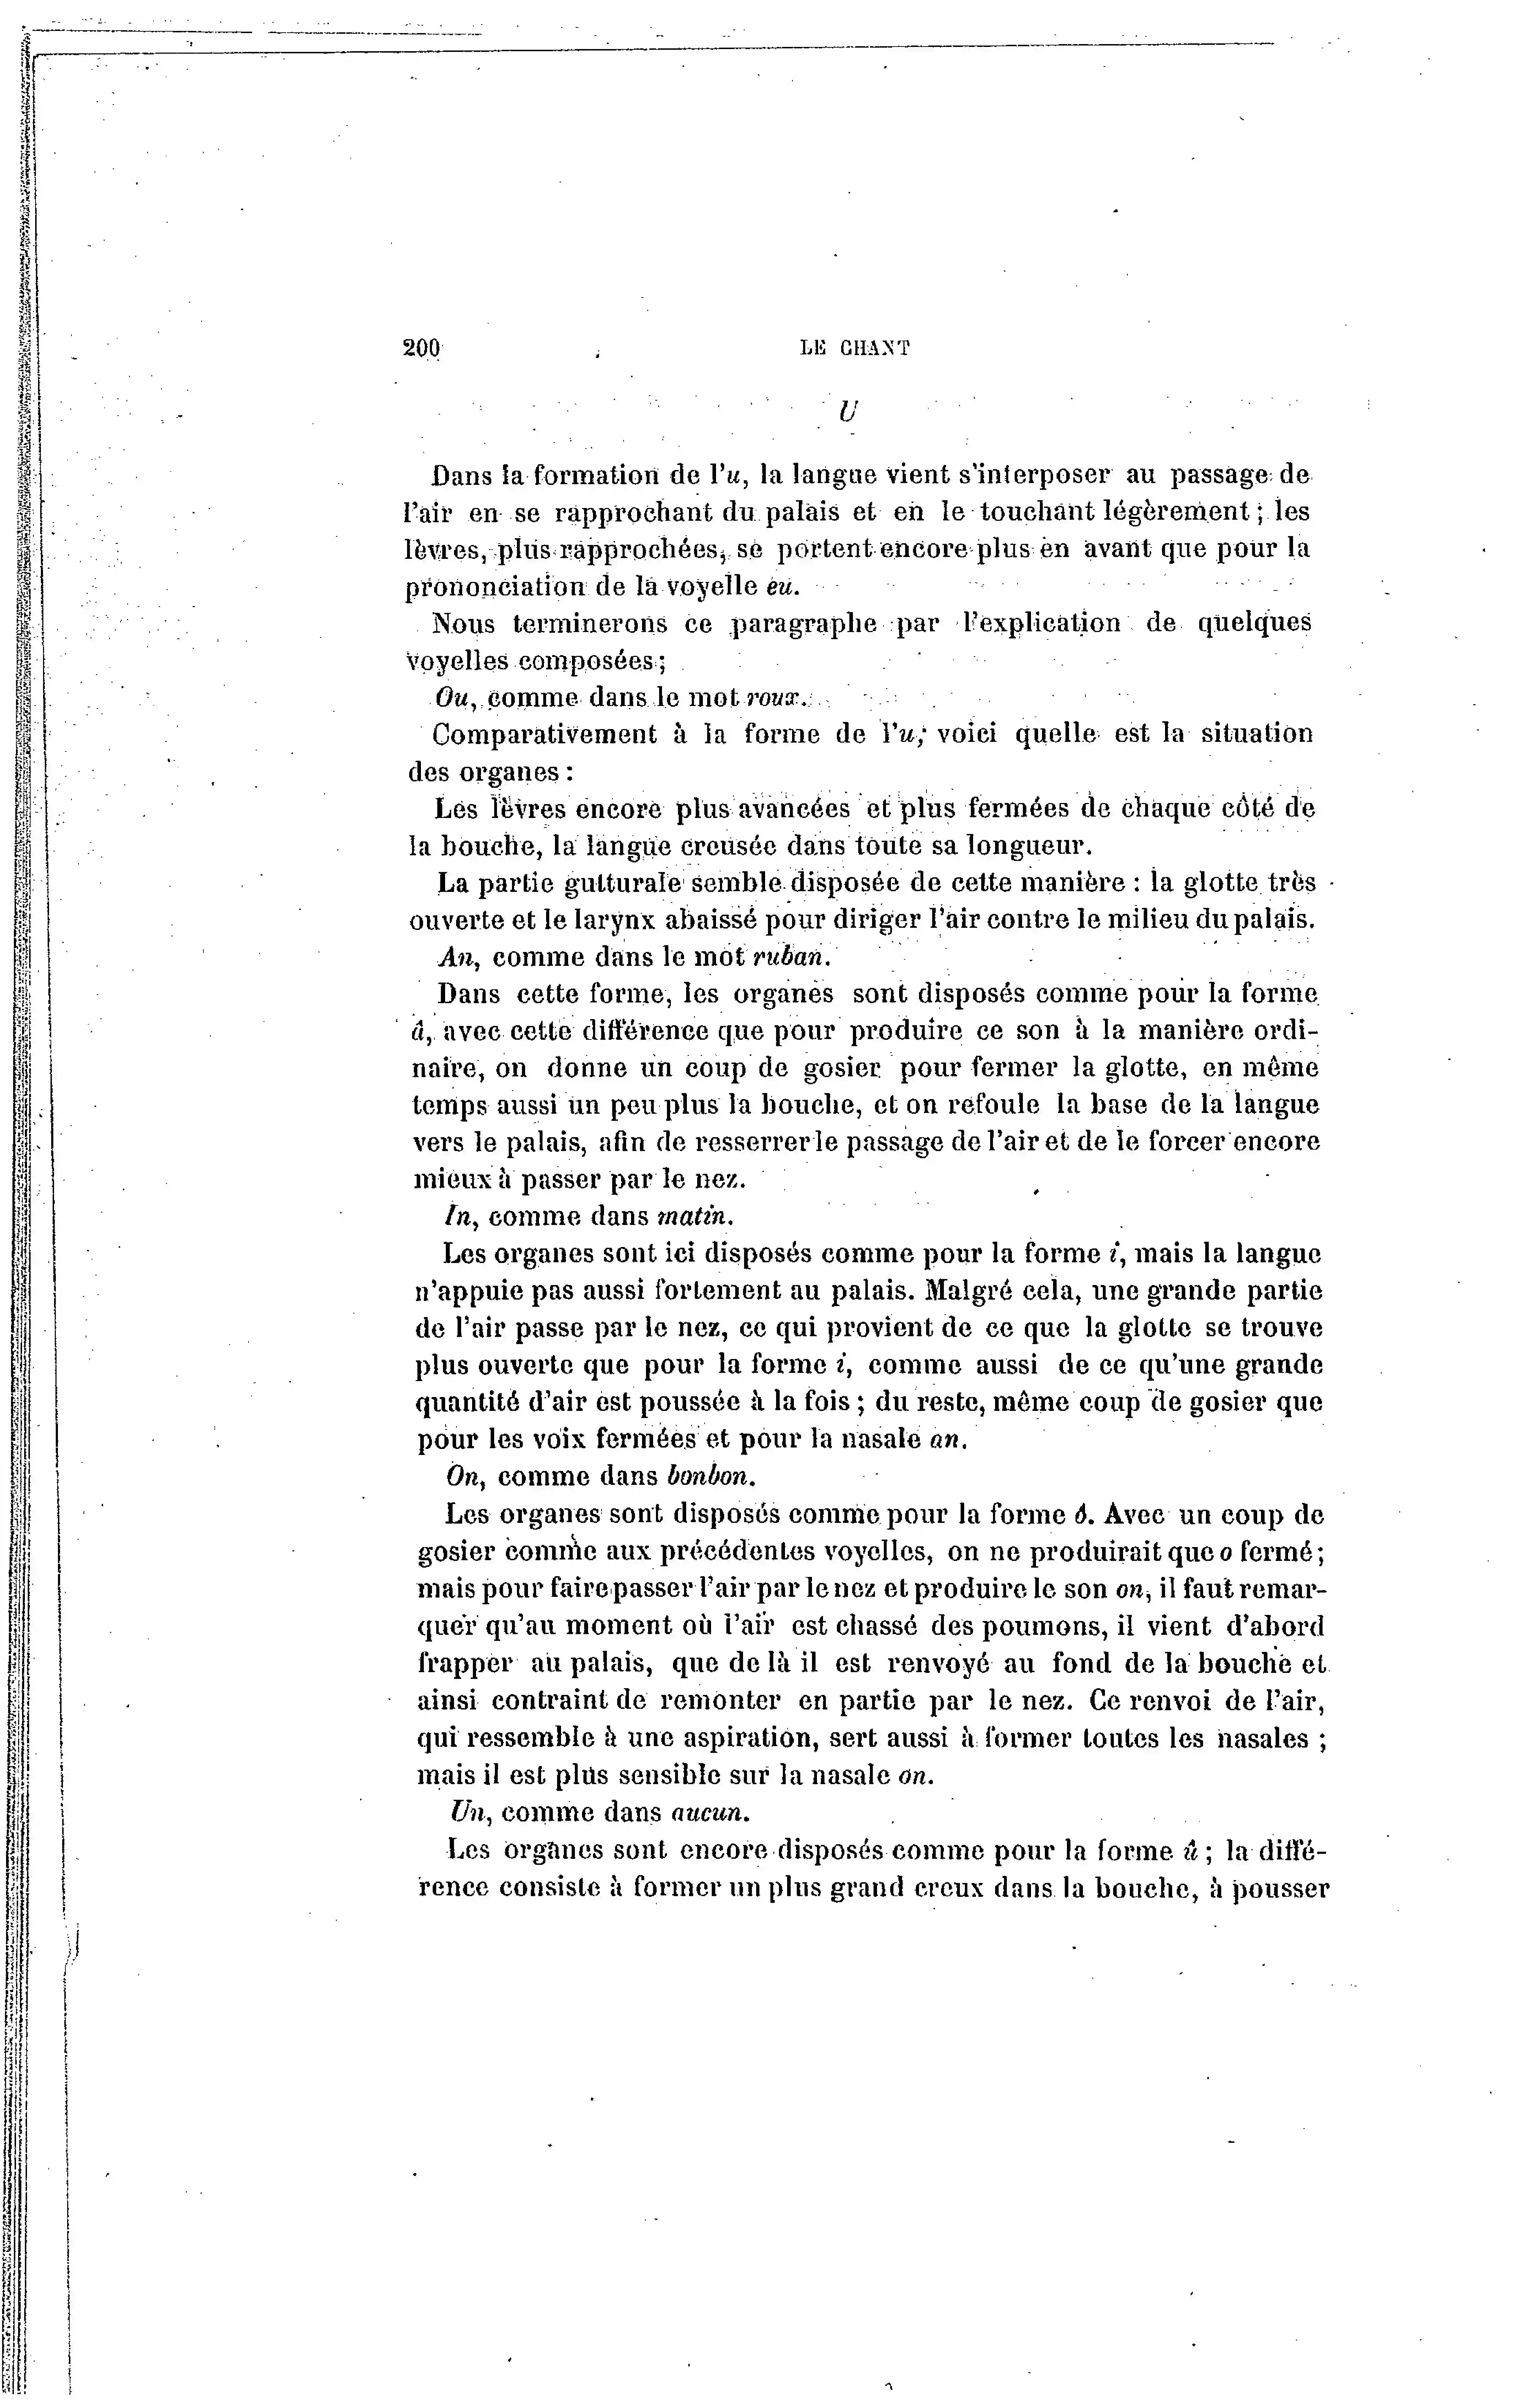 200
LE CHANT
U
Dans la formation de l'u, la langue vient s'interposer au passage de
l'air en se rapprochant du palais et en le touchant légèrement ; les
lèvres, plus rapprochées, se portent encore plus en avant que pour la
prononciation de la voyelle eu.
Nous terminerons ce paragraphe par l'explication de quelques
voyelles composées ;
Ou, comme dans le mot roux.
Comparativement à la forme de l'u, voici quelle est la situation
des organes :
Les lèvres encore plus avancées et plus fermées de chaque côté de
la bouche, la langue creusée dans toute sa longueur.
La partie gutturale semble disposée de cette manière : la glotte très
ouverte et le larynx abaissé pour diriger l'air contre le milieu du palais.
An, comme dans le mot ruban.
Dans cette forme, les organes sont disposés comme pour la forme
â, avec cette différence que pour produire ce son à la manière ordi-
naire, on donne un coup de gosier pour fermer la glotte, en même
temps aussi un peu plus la bouche, et on refoule la base de la langue
vers le palais, afin de resserrer le passage de l'air et de le forcer encore
mieux à passer par le nez.
In, comme dans matin.
Les organes sont ici disposés comme pour la forme i, mais la langue
n'appuie pas aussi fortement au palais. Malgré cela, une grande partie
de l'air passe par le nez, ce qui provient de ce que la glotte se trouve
plus ouverte que pour la forme i, comme aussi de ce qu'une grande
quantité d'air est poussée à la fois ; du reste, même coup de gosier que
pour les voix fermées et pour la nasale an.
On, comme dans bonbon.
Les organes sont disposés comme pour la forme ô. Avec un coup de
gosier comme aux précédentes voyelles, on ne produirait que o fermé ;
mais pour faire passer l'air par le nez et produire le son on, il faut remar-
quer qu'au moment où l'air est chassé des poumons, il vient d'abord
frapper au palais, que de là il est renvoyé au fond de la bouche et
ainsi contraint de remonter en partie par le nez. Ce renvoi de l'air,
qui ressemble à une aspiration, sert aussi à former toutes les nasales ;
mais il est plus sensible sur la nasale on.
Un, comme dans aucun.
Les organes sont encore disposés comme pour la forme û ; la diffé-
rence consiste à former un plus grand creux dans la bouche, à pousser